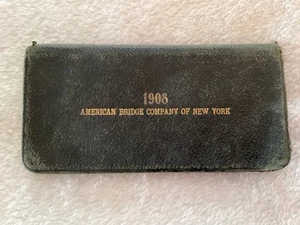 1908
AMERICAN BRIDGE COMPANY OF NEW YORK